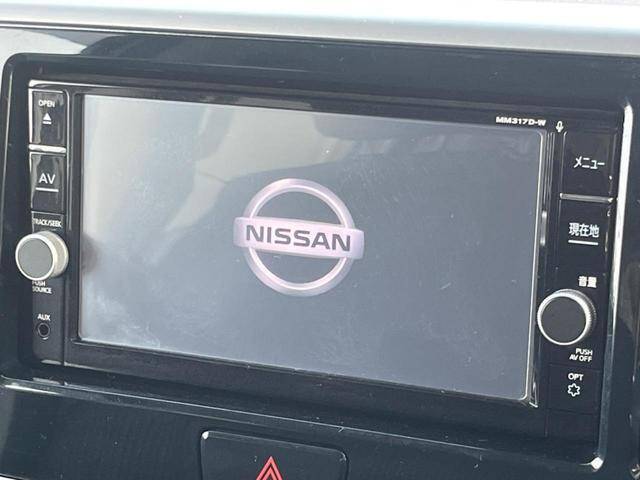 OPEN
MM317D-W
メニュー
AV
現在地
TRACK/SEEK
NISSAN
音量
PUSH
SOURCE
AUX
PUSH
AV OFF
OPT